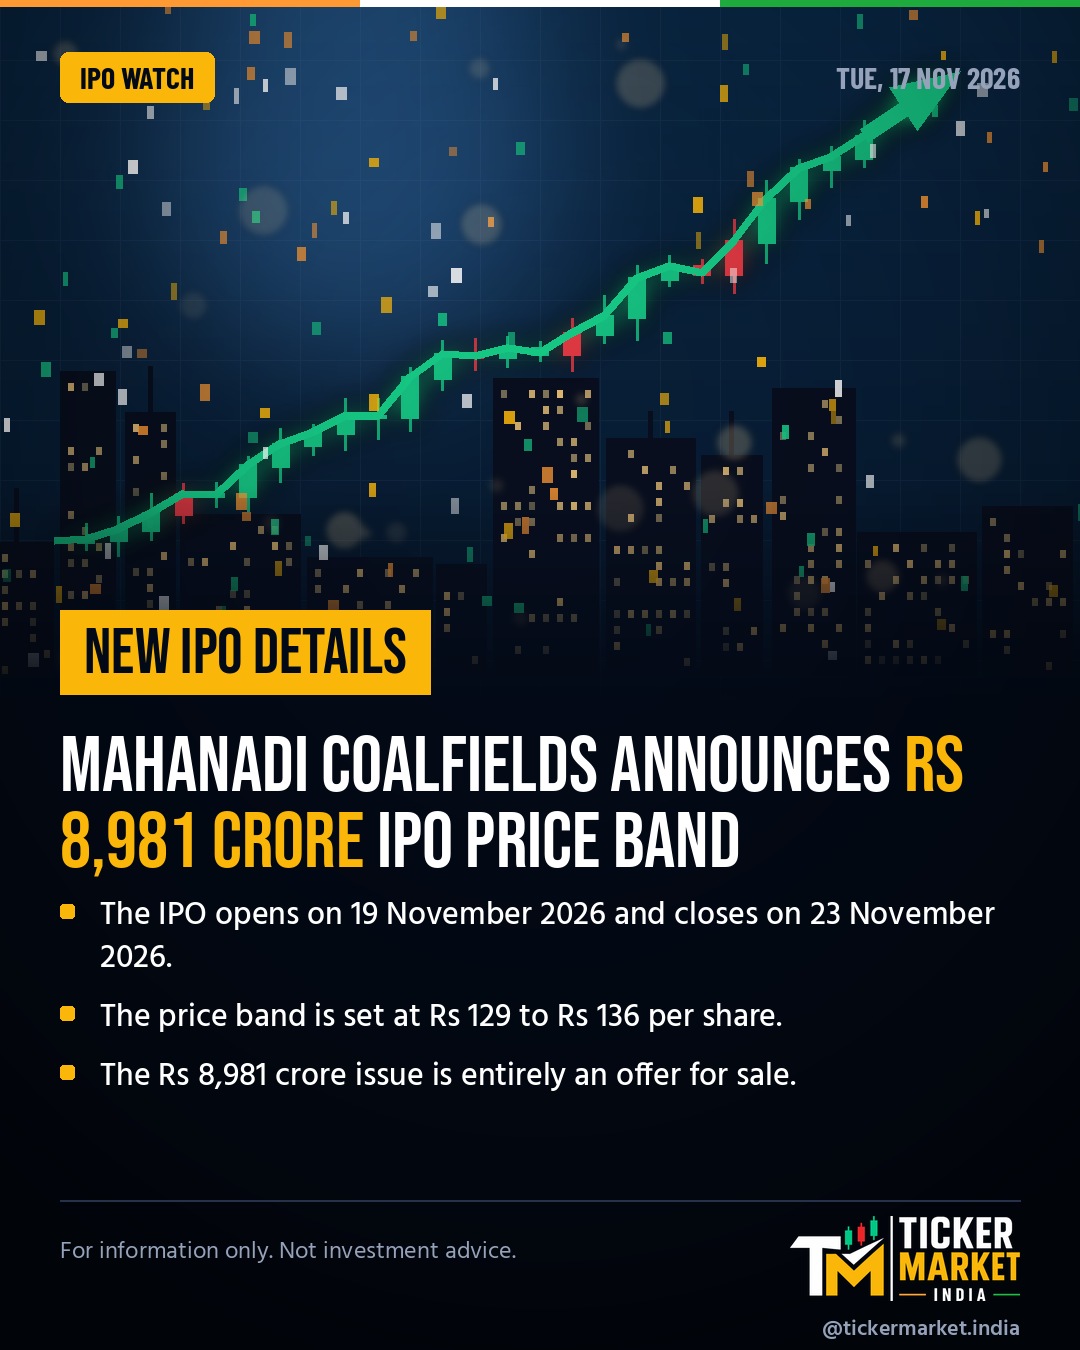 IPO WATCH
TUE, 17 NOV 2026
NEW IPO DETAILS
MAHANADI COALFIELDS ANNOUNCES RS
8,981 CRORE IPO PRICE BAND
The IPO opens on 19 November 2026 and closes on 23 November
2026.
The price band is set at Rs 129 to Rs 136 per share.
The Rs 8,981 crore issue is entirely an offer for sale.
For information only. Not investment advice.
TM
TICKER
MARKET
INDIA
@tickermarket.india